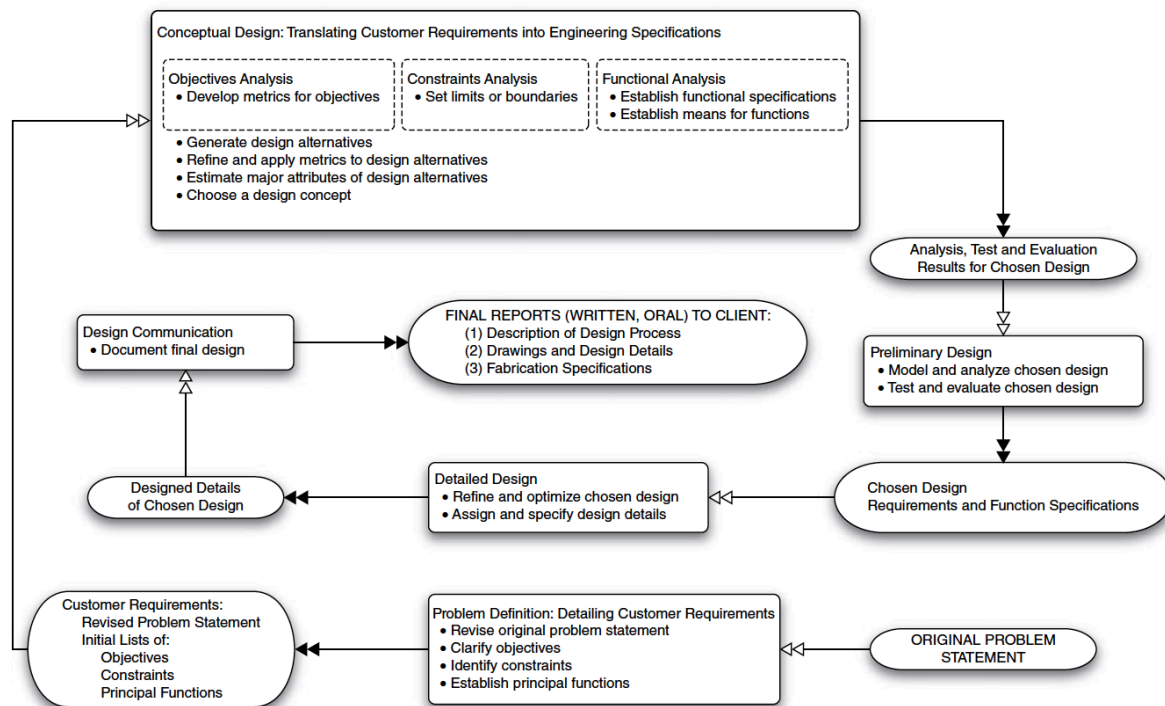 Conceptual Design: Translating Customer Requirements into Engineering Specifications
Objectives Analysis
• Develop metrics for objectives
Constraints Analysis
• Set limits or boundaries
Functional Analysis
• Establish functional specifications
• Establish means for functions
• Generate design alternatives
• Refine and apply metrics to design alternatives
• Estimate major attributes of design alternatives
• Choose a design concept
Analysis, Test and Evaluation
Results for Chosen Design
Design Communication
• Document final design
FINAL REPORTS (WRITTEN, ORAL) TO CLIENT:
(1) Description of Design Process
(2) Drawings and Design Details
(3) Fabrication Specifications
Preliminary Design
• Model and analyze chosen design
• Test and evaluate chosen design
Designed Details
of Chosen Design
Detailed Design
• Refine and optimize chosen design
• Assign and specify design details
Chosen Design
Requirements and Function Specifications
Customer Requirements:
Revised Problem Statement
Initial Lists of:
Objectives
Constraints
Principal Functions
Problem Definition: Detailing Customer Requirements
• Revise original problem statement
• Clarify objectives
• Identify constraints
• Establish principal functions
ORIGINAL PROBLEM
STATEMENT